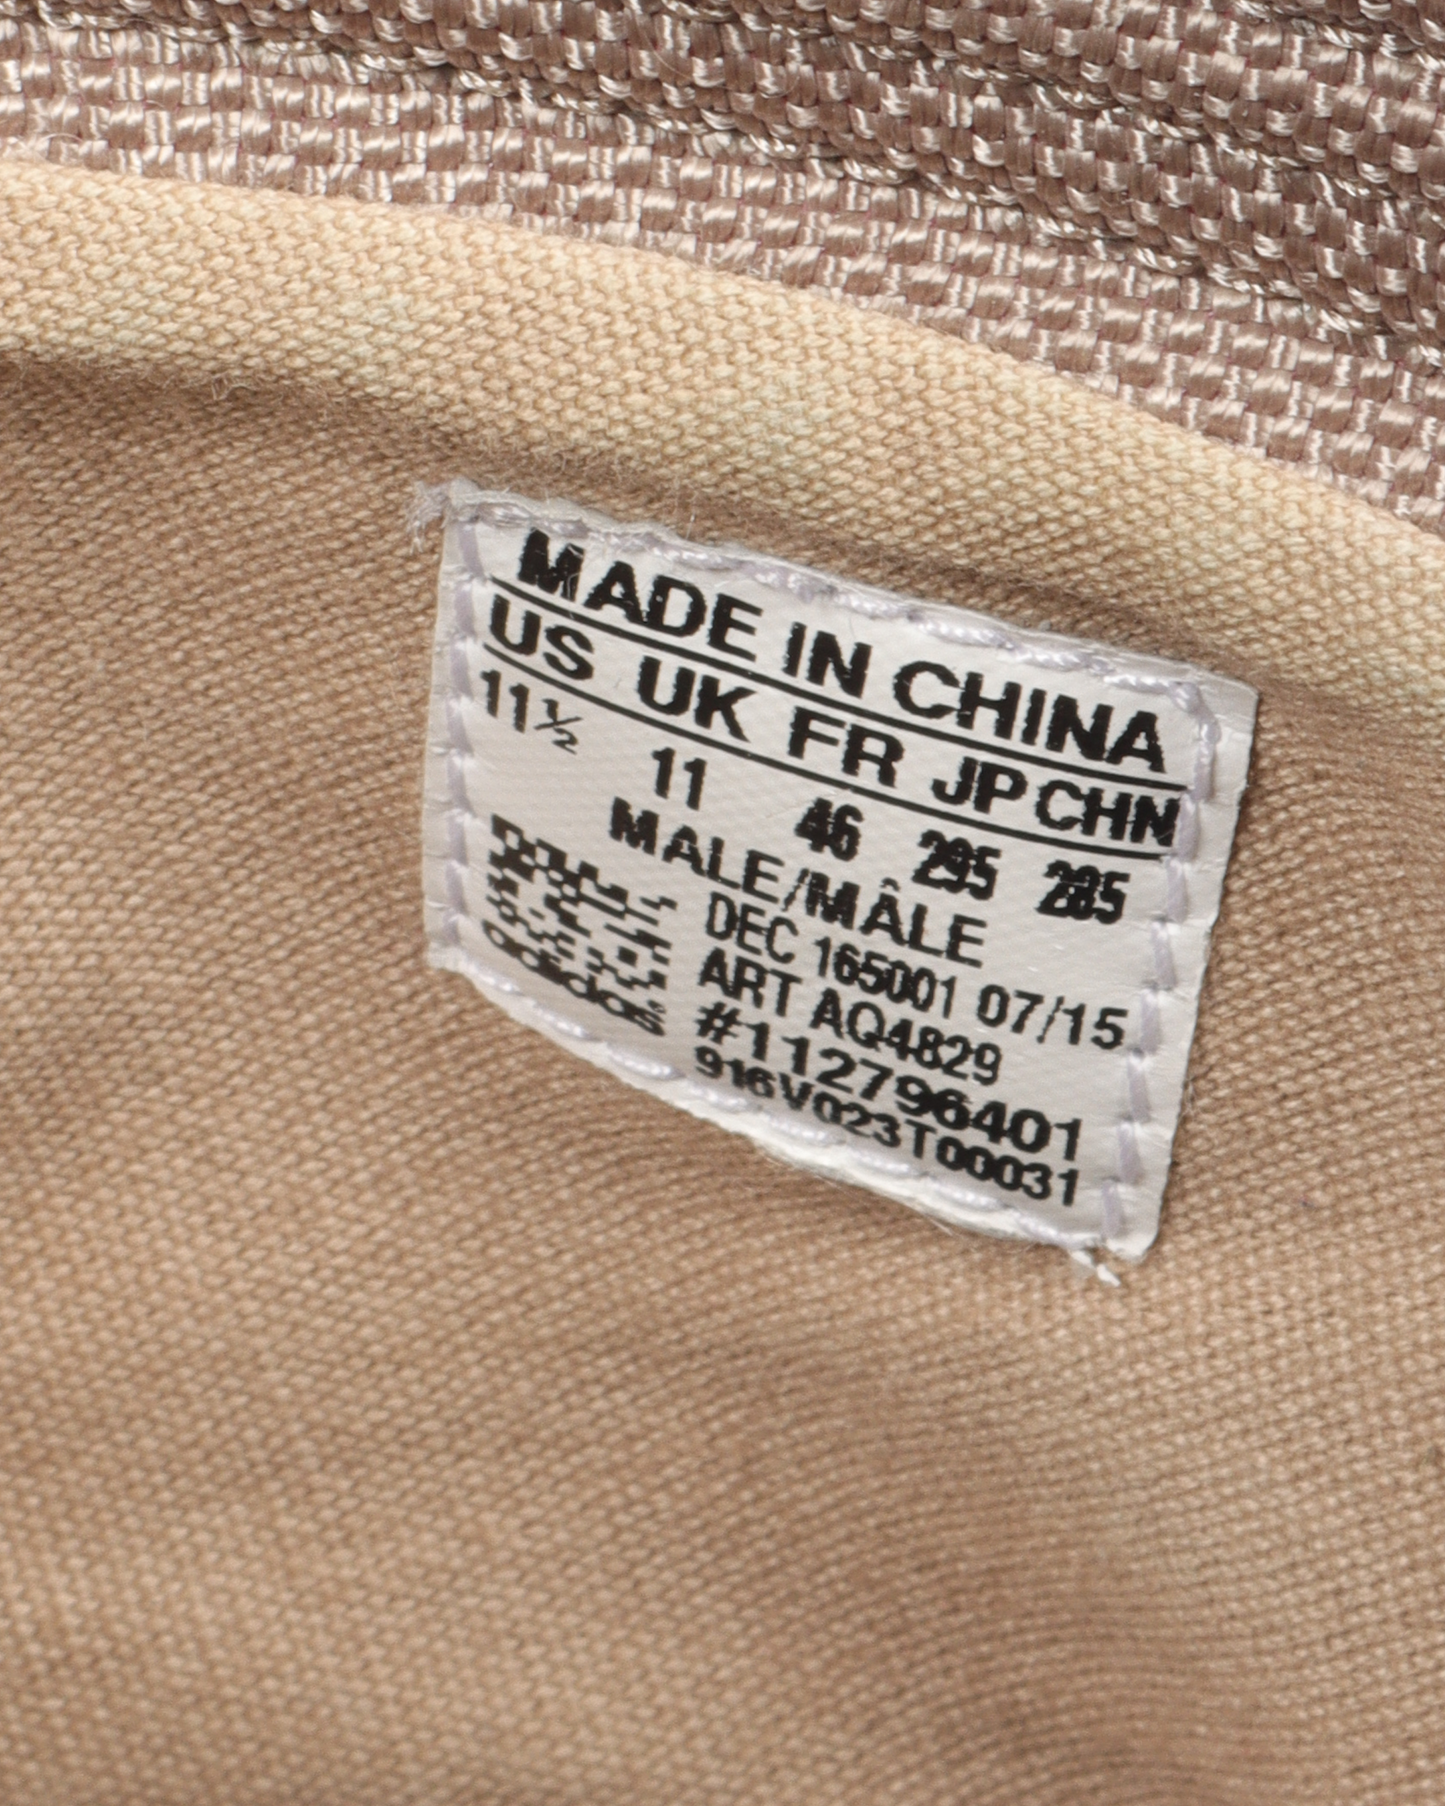 MADE IN CHINA
US UK FR JP CHN
11½ 11 46 295 285
MALE/MÂLE
DEC 165001 07/15
ART AQ4829
#112796401
916V023T00031
adidas